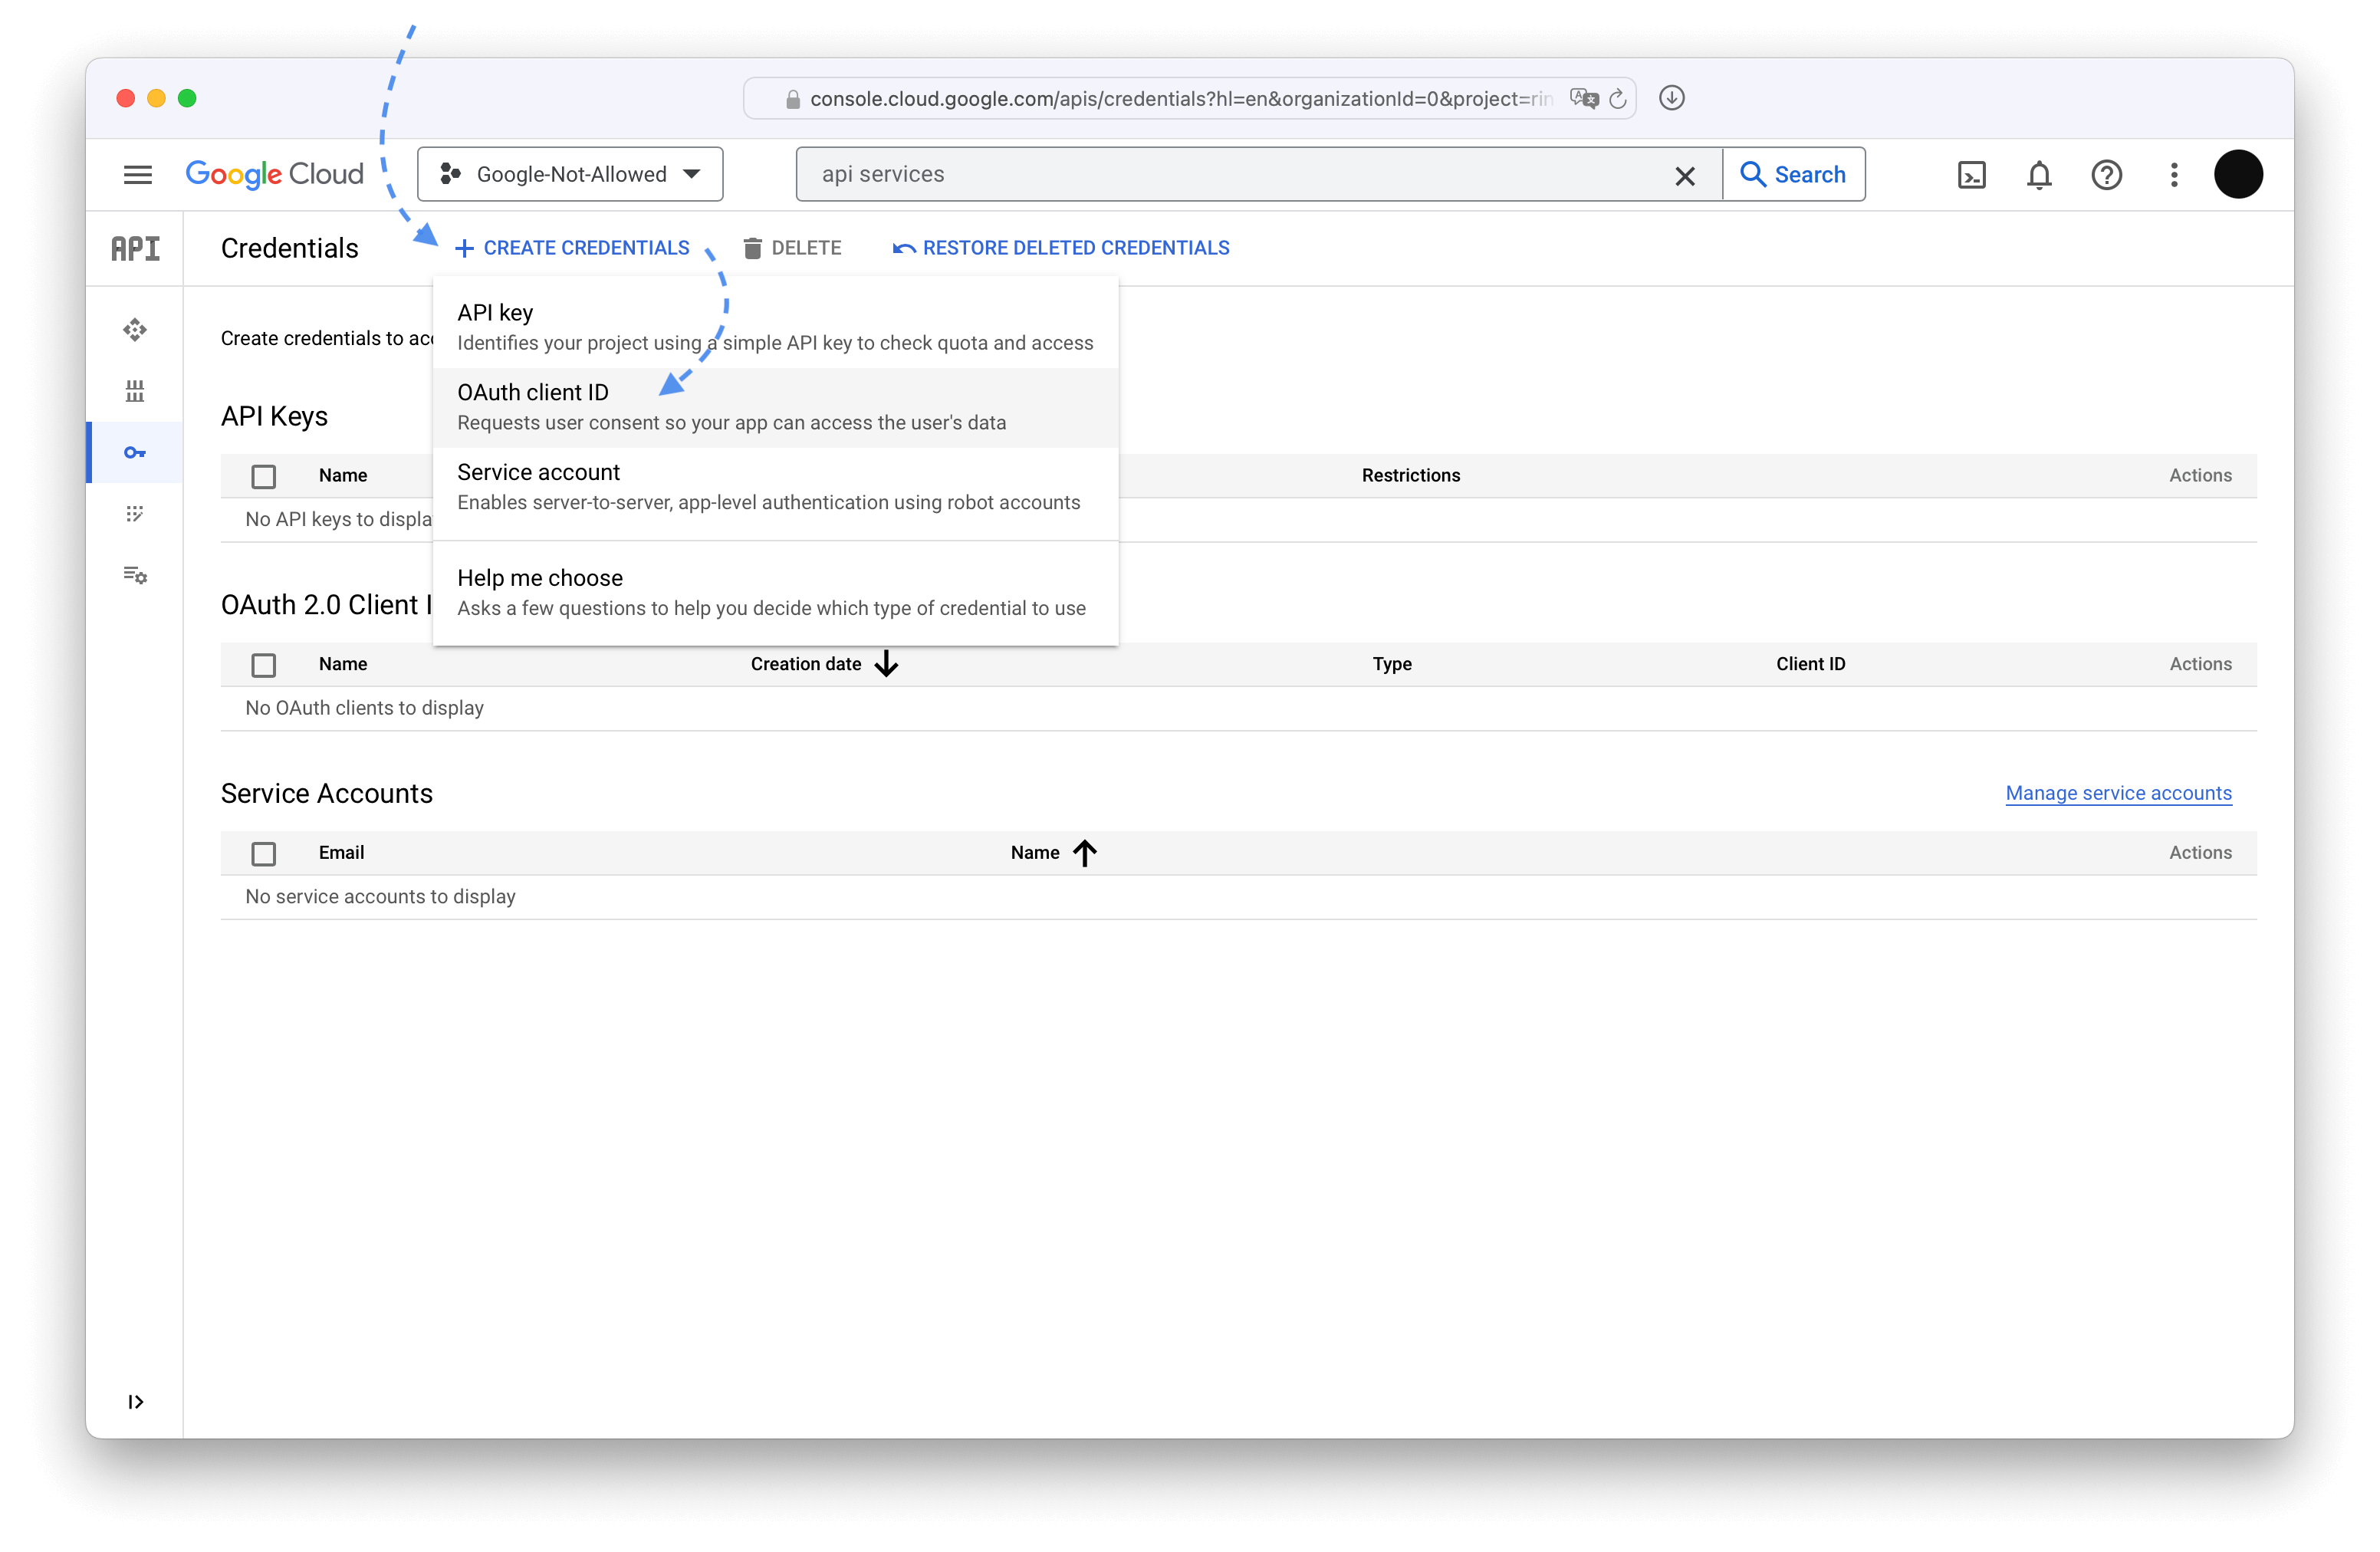 console.cloud.google.com/apis/credentials?hl=en&organizationId=0&project=rin
Google Cloud
Google-Not-Allowed
api services
Search
API
Credentials
CREATE CREDENTIALS
DELETE
RESTORE DELETED CREDENTIALS
Create credentials to acc
API key
Identifies your project using a simple API key to check quota and access
OAuth client ID
Requests user consent so your app can access the user's data
Service account
Enables server-to-server, app-level authentication using robot accounts
Help me choose
Asks a few questions to help you decide which type of credential to use
API Keys
Name Restrictions Actions
No API keys to displa
OAuth 2.0 Client I
Name Creation date Type Client ID Actions
No OAuth clients to display
Service Accounts
Manage service accounts
Email Name Actions
No service accounts to display